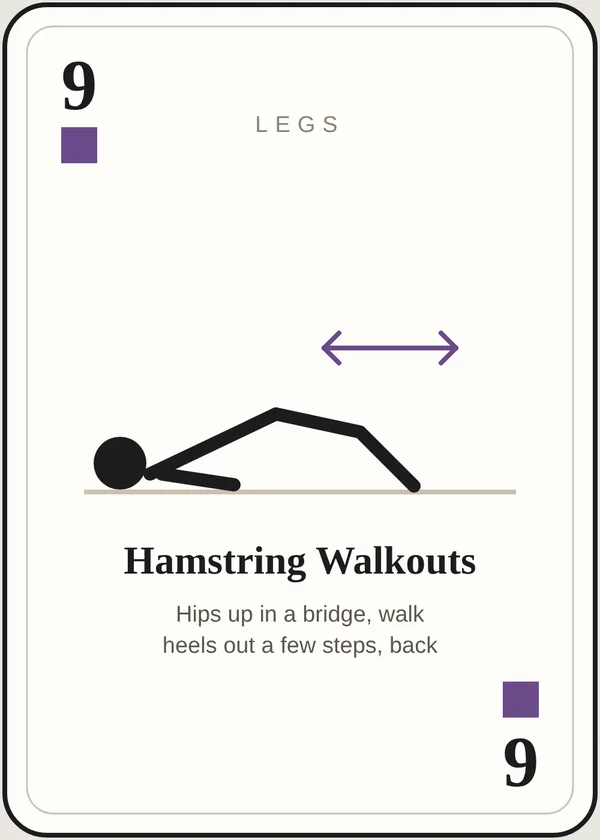 9
LEGS
Hamstring Walkouts
Hips up in a bridge, walk
heels out a few steps, back
9